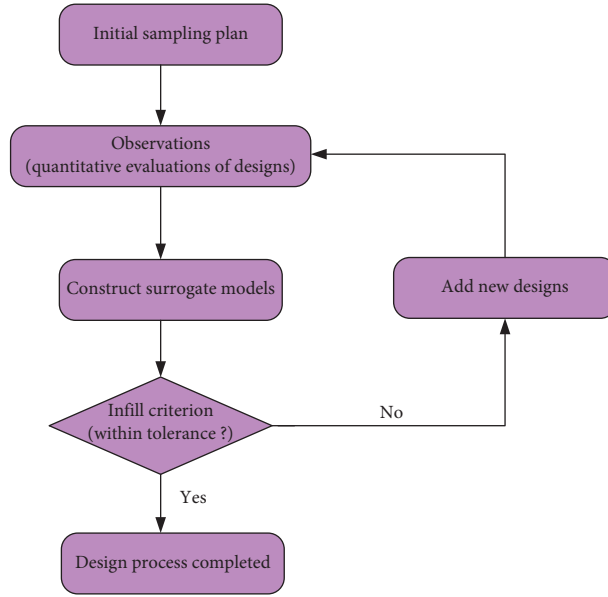 Initial sampling plan
Observations
(quantitative evaluations of designs)
Construct surrogate models
Add new designs
Infill criterion
(within tolerance ?)
No
Yes
Design process completed